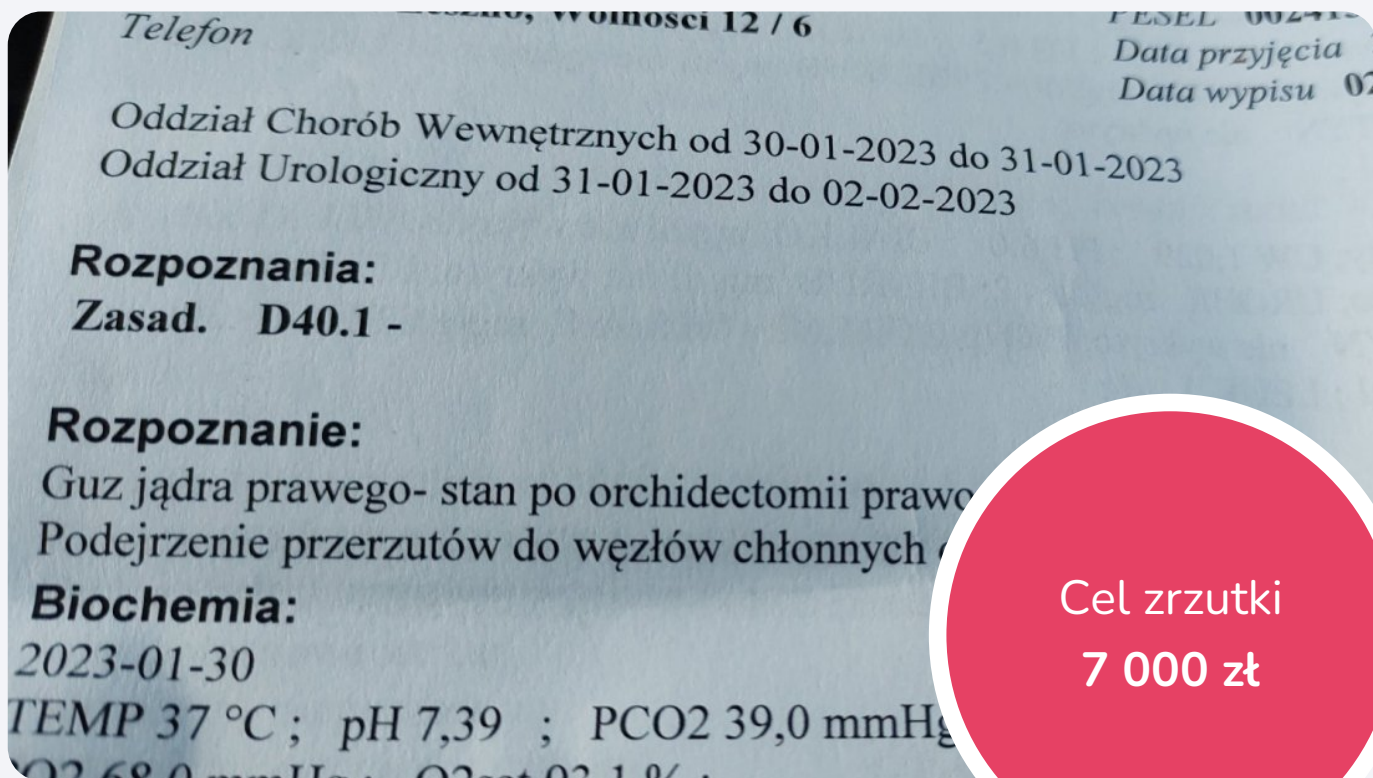 Wolności 12 / 6
PESEL
Telefon
Data przyjęcia
Data wypisu 02
Oddział Chorób Wewnętrznych od 30-01-2023 do 31-01-2023
Oddział Urologiczny od 31-01-2023 do 02-02-2023
Rozpoznania:
Zasad. D40.1 -
Rozpoznanie:
Guz jądra prawego- stan po orchidectomii prawo
Podejrzenie przerzutów do węzłów chłonnych
Biochemia:
2023-01-30
TEMP 37 °C ; pH 7,39 ; PCO2 39,0 mmHg
Cel zrzutki
7 000 zł